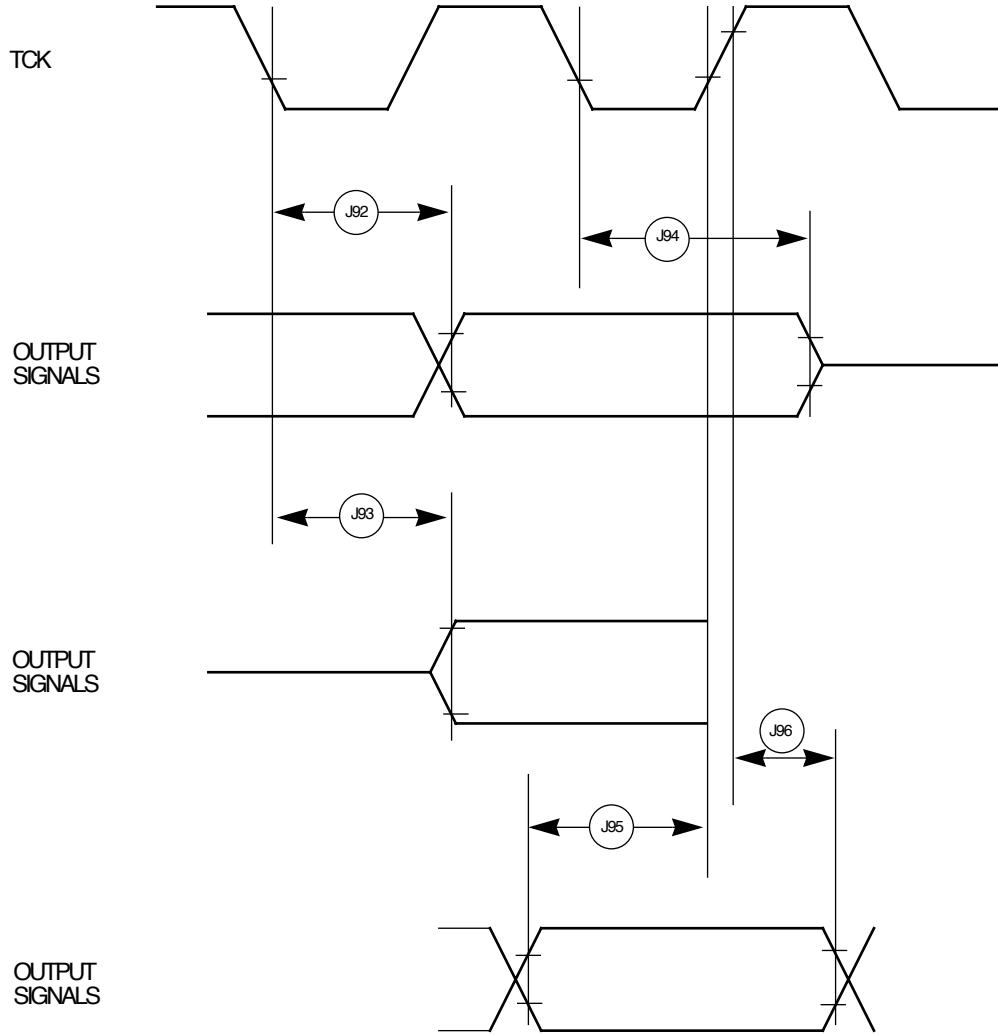 TCK
J92
J94
OUTPUT
SIGNALS
J93
OUTPUT
SIGNALS
J96
J95
OUTPUT
SIGNALS